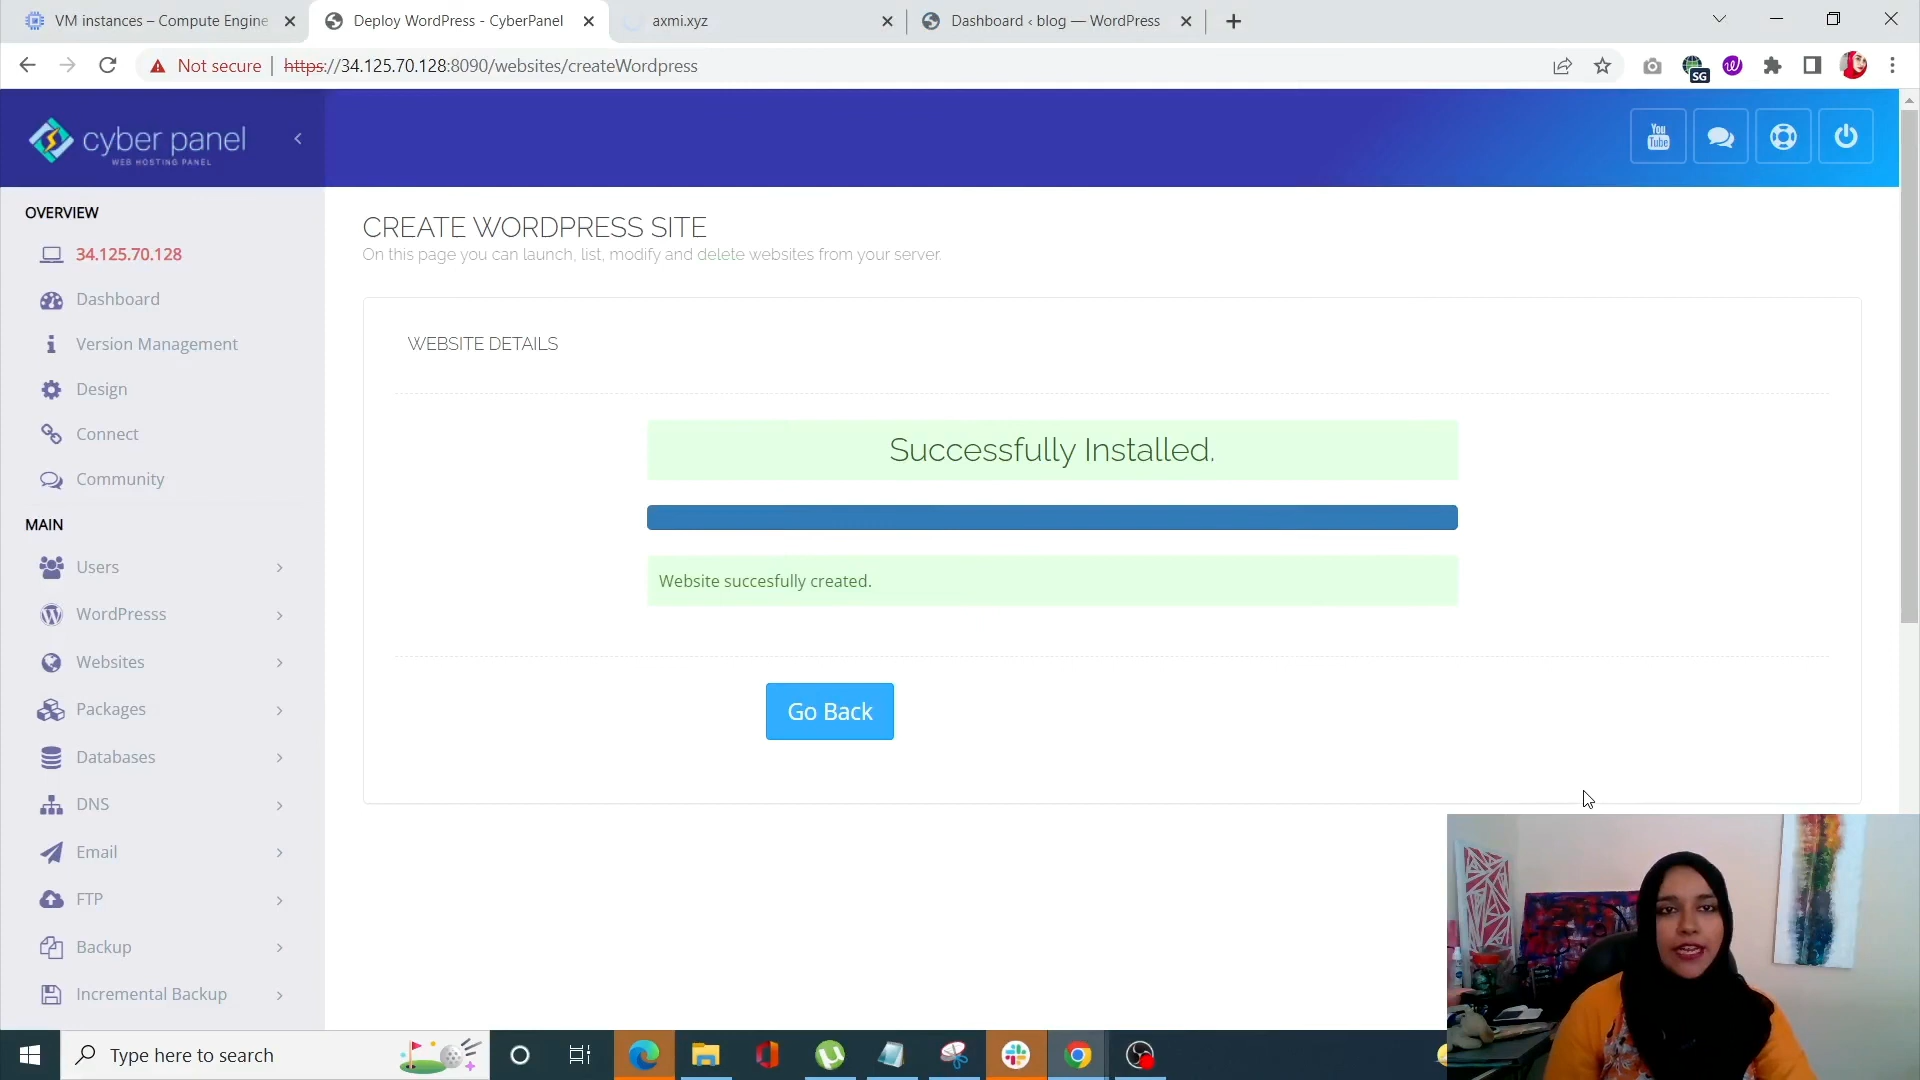 VM instances – Compute Engine
Deploy WordPress - CyberPanel
axmi.xyz
Dashboard ‹ blog — WordPress
Not secure
https://34.125.70.128:8090/websites/createWordpress
SG
cyber panel
WEB HOSTING PANEL
You
Tube
OVERVIEW
34.125.70.128
Dashboard
Version Management
Design
Connect
Community
MAIN
Users
WordPresss
Websites
Packages
Databases
DNS
Email
FTP
Backup
Incremental Backup
CREATE WORDPRESS SITE
On this page you can launch, list, modify and delete websites from your server.
WEBSITE DETAILS
Successfully Installed.
Website succesfully created.
Go Back
Type here to search